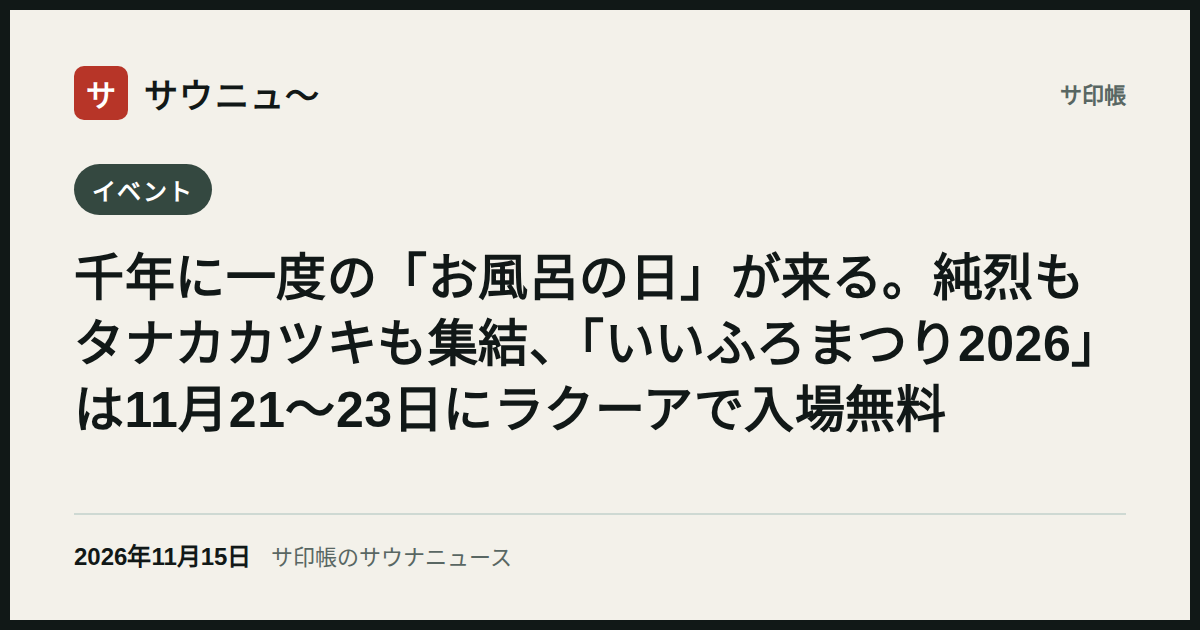 サ サウニュ〜
サ印帳
イベント
千年に一度の「お風呂の日」が来る。純烈も
タナカカツキも集結、「いいふろまつり2026」
は11月21〜23日にラクーアで入場無料
2026年11月15日 サ印帳のサウナニュース